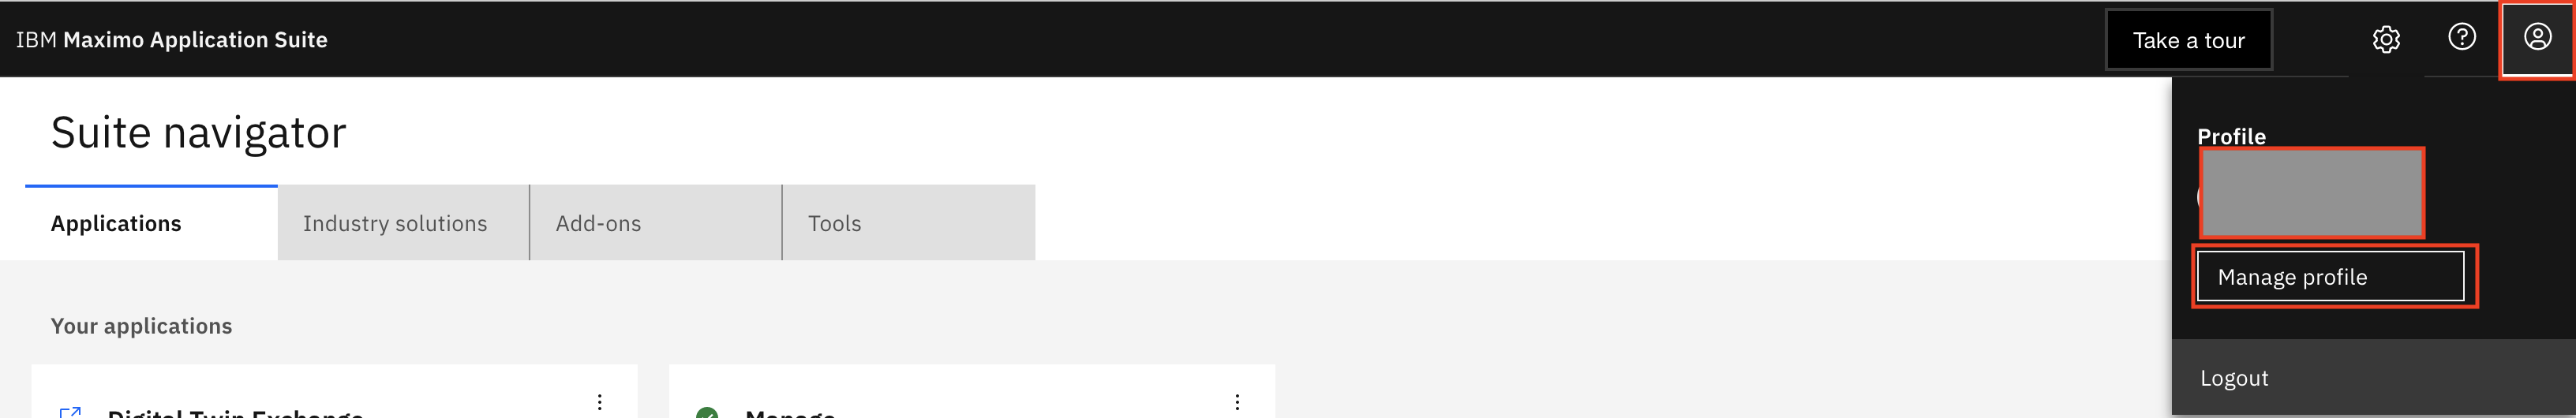 IBM Maximo Application Suite
Take a tour
Profile
Manage profile
Logout
Suite navigator
Applications
Industry solutions
Add-ons
Tools
Your applications
Digital Twin Exchange
Manage